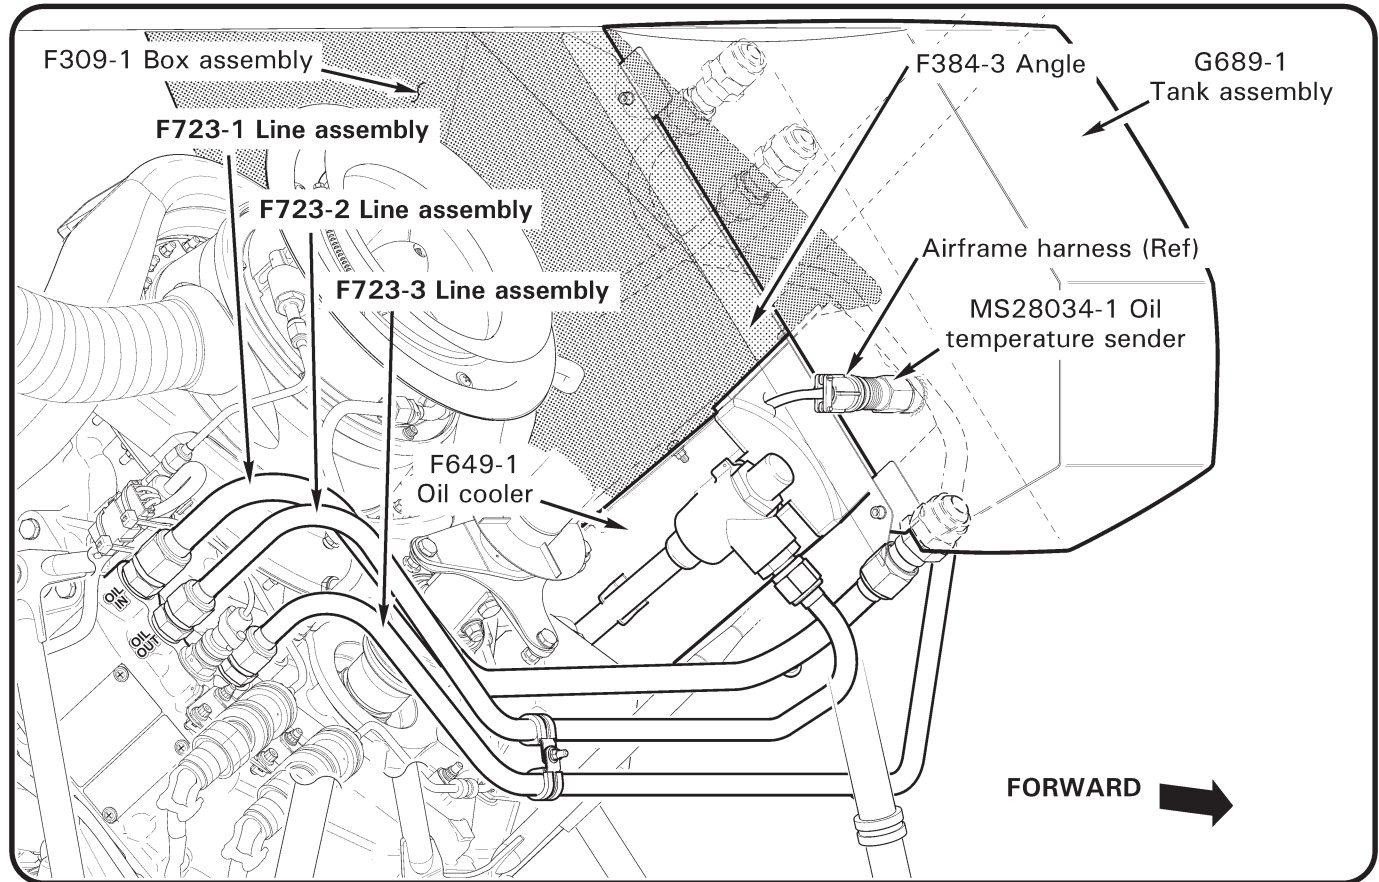 F309-1 Box assembly
F384-3 Angle
G689-1
Tank assembly
F723-1 Line assembly
F723-2 Line assembly
Airframe harness (Ref)
F723-3 Line assembly
MS28034-1 Oil
temperature sender
F649-1
Oil cooler
OIL
IN
OIL
OUT
FORWARD